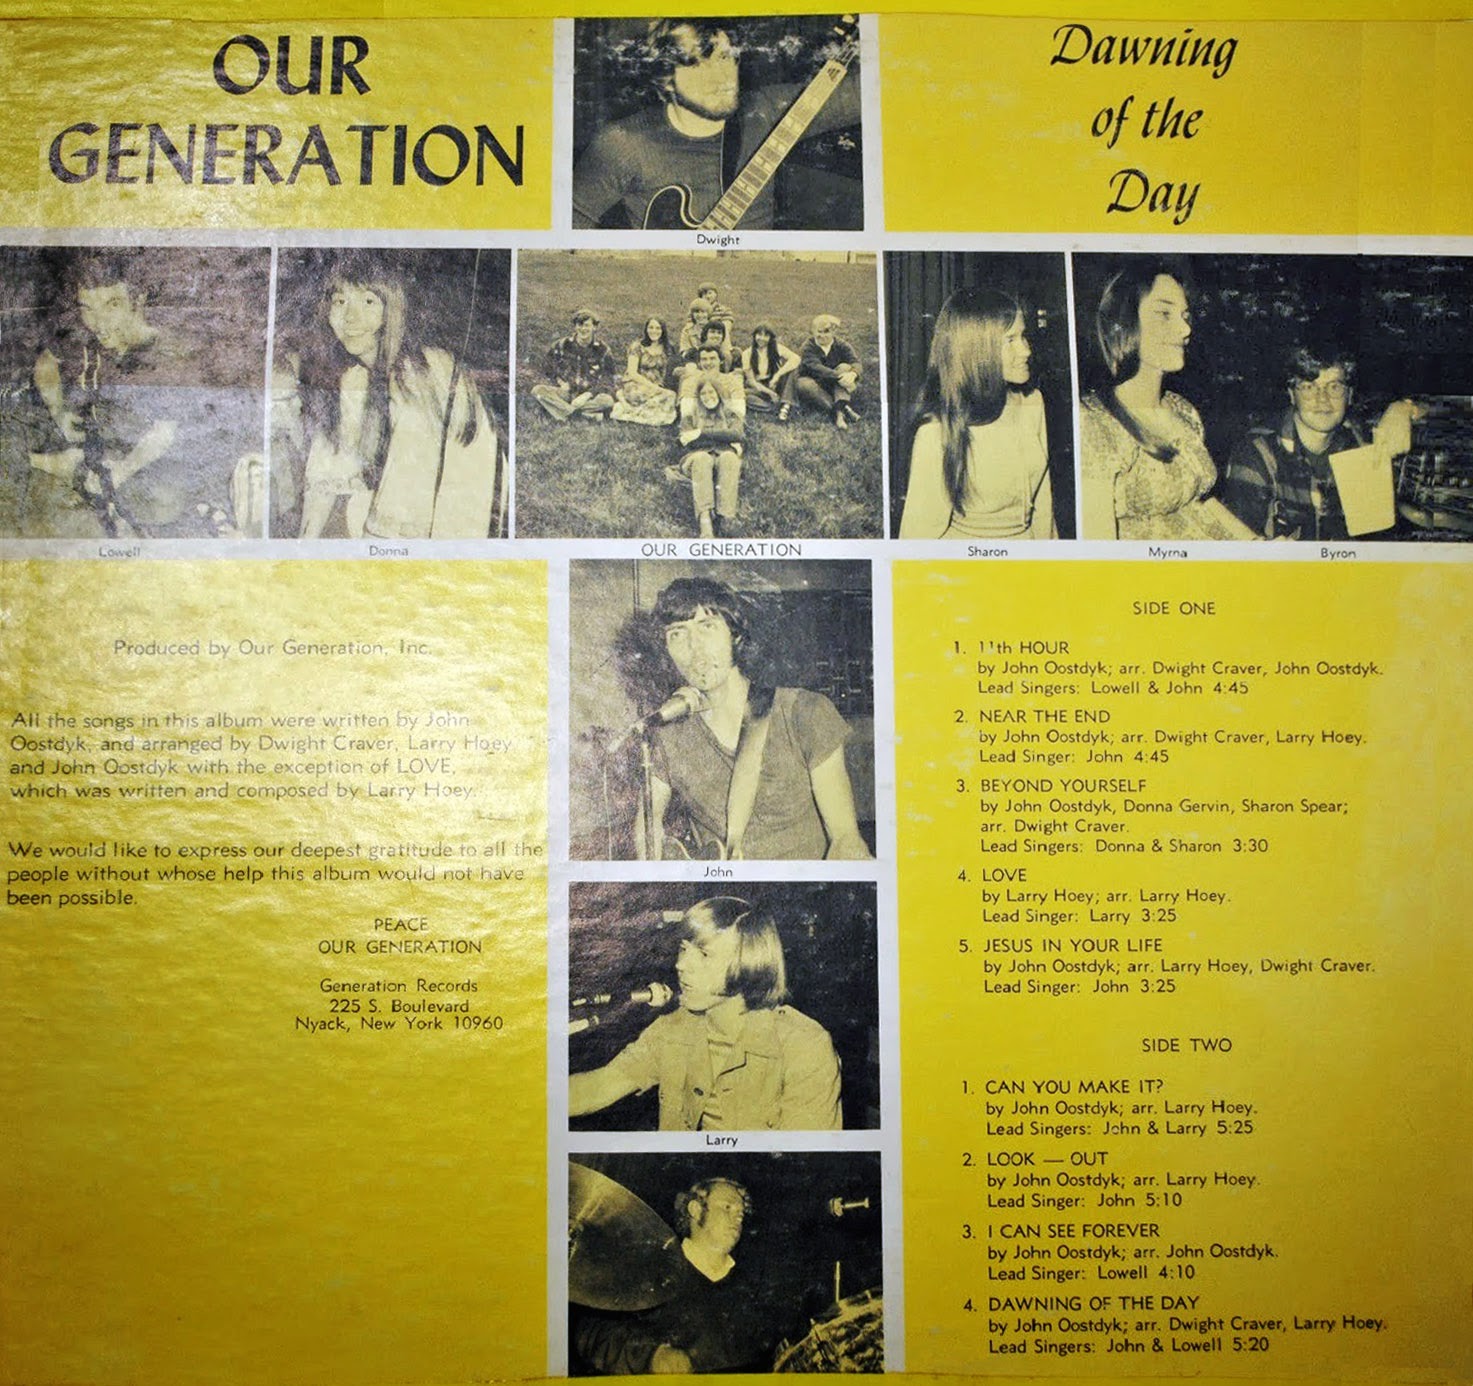 OUR
GENERATION
Dawning
of the
Day
Dwight
Lowell
Donna
OUR GENERATION
Sharon
Myrna
Byron
Produced by Our Generation, Inc.
All the songs in this album were written by John
Oostdyk, and arranged by Dwight Craver, Larry Hoey
and John Oostdyk with the exception of LOVE,
which was written and composed by Larry Hoey.
We would like to express our deepest gratitude to all the
people without whose help this album would not have
been possible.
PEACE
OUR GENERATION
Generation Records
225 S. Boulevard
Nyack, New York 10960
John
Larry
SIDE ONE
1. 11th HOUR
by John Oostdyk; arr. Dwight Craver, John Oostdyk.
Lead Singers: Lowell & John 4:45
2. NEAR THE END
by John Oostdyk; arr. Dwight Craver, Larry Hoey.
Lead Singer: John 4:45
3. BEYOND YOURSELF
by John Oostdyk, Donna Gervin, Sharon Spear;
arr. Dwight Craver.
Lead Singers: Donna & Sharon 3:30
4. LOVE
by Larry Hoey; arr. Larry Hoey.
Lead Singer: Larry 3:25
5. JESUS IN YOUR LIFE
by John Oostdyk; arr. Larry Hoey, Dwight Craver.
Lead Singer: John 3:25
SIDE TWO
1. CAN YOU MAKE IT?
by John Oostdyk; arr. Larry Hoey.
Lead Singers: John & Larry 5:25
2. LOOK — OUT
by John Oostdyk; arr. Larry Hoey.
Lead Singer: John 5:10
3. I CAN SEE FOREVER
by John Oostdyk; arr. John Oostdyk.
Lead Singer: Lowell 4:10
4. DAWNING OF THE DAY
by John Oostdyk; arr. Dwight Craver, Larry Hoey.
Lead Singers: John & Lowell 5:20